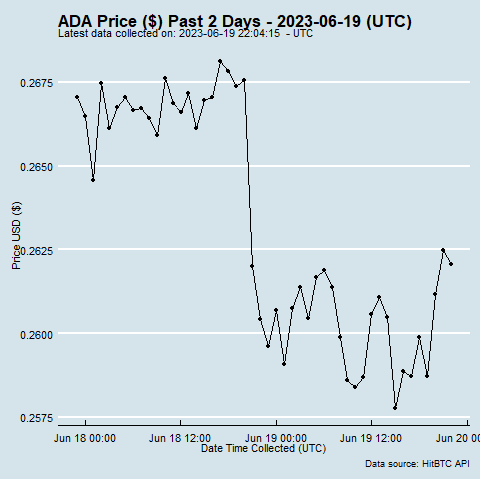 ADA Price ($) Past 2 Days - 2023-06-19 (UTC)
Latest data collected on: 2023-06-19 22:04:15  - UTC
0.2675
0.2650
0.2625
0.2600
0.2575
Price USD ($)
Jun 18 00:00 Jun 18 12:00 Jun 19 00:00 Jun 19 12:00 Jun 20 00
Date Time Collected (UTC)
Data source: HitBTC API